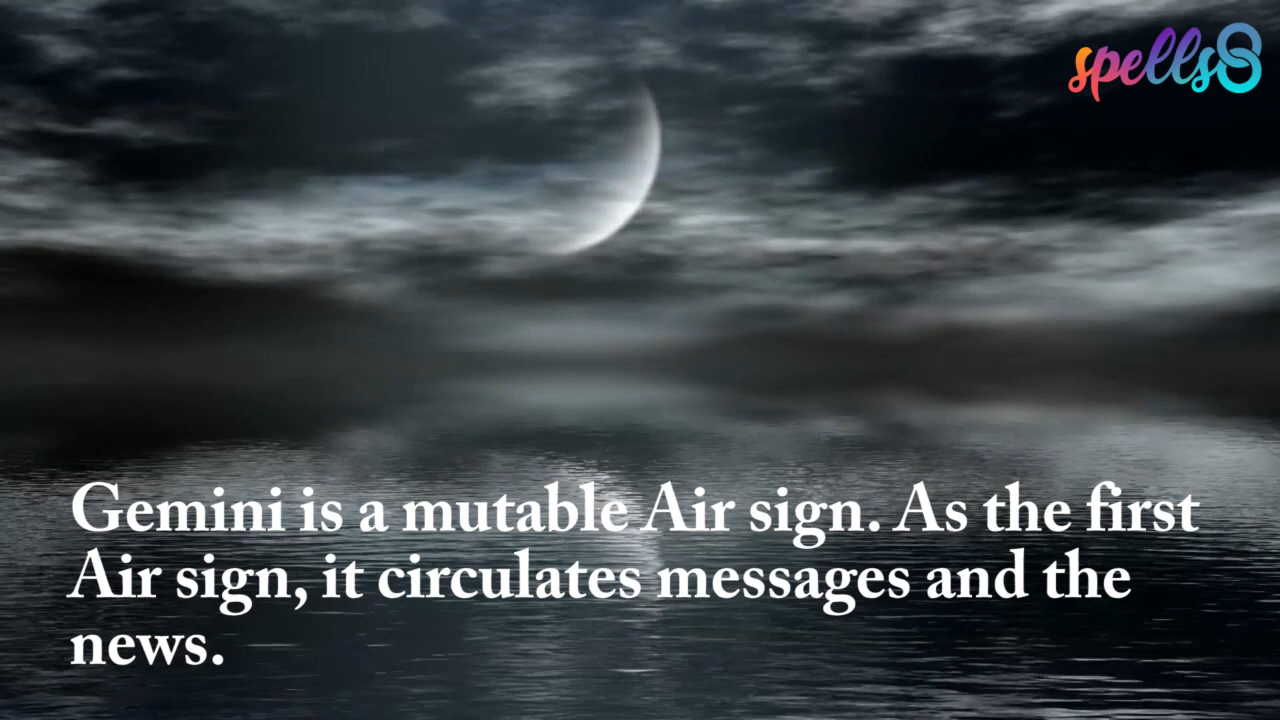 spells8
Gemini is a mutable Air sign. As the first
Air sign, it circulates messages and the
news.